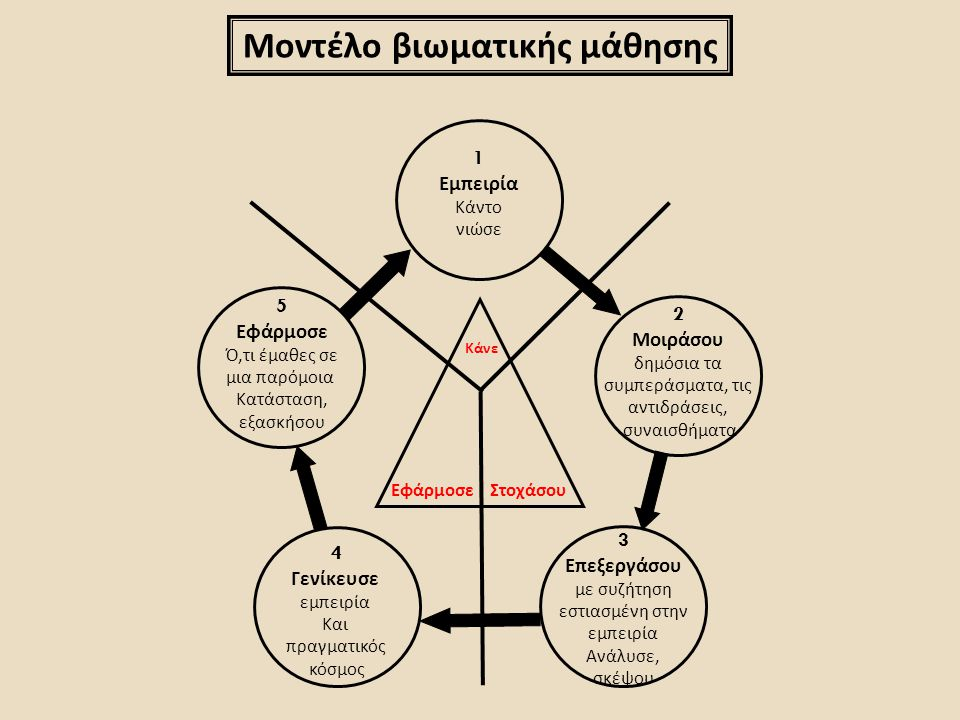 Μοντέλο βιωματικής μάθησης
1
Εμπειρία
Κάντο
νιώσε
2
Μοιράσου
δημόσια τα
συμπεράσματα, τις
αντιδράσεις,
συναισθήματα
3
Επεξεργάσου
με συζήτηση
εστιασμένη στην
εμπειρία
Ανάλυσε,
σκέψου
4
Γενίκευσε
εμπειρία
Και
πραγματικός
κόσμος
5
Εφάρμοσε
Ό,τι έμαθες σε
μια παρόμοια
Κατάσταση,
εξασκήσου
Κάνε
Εφάρμοσε Στοχάσου